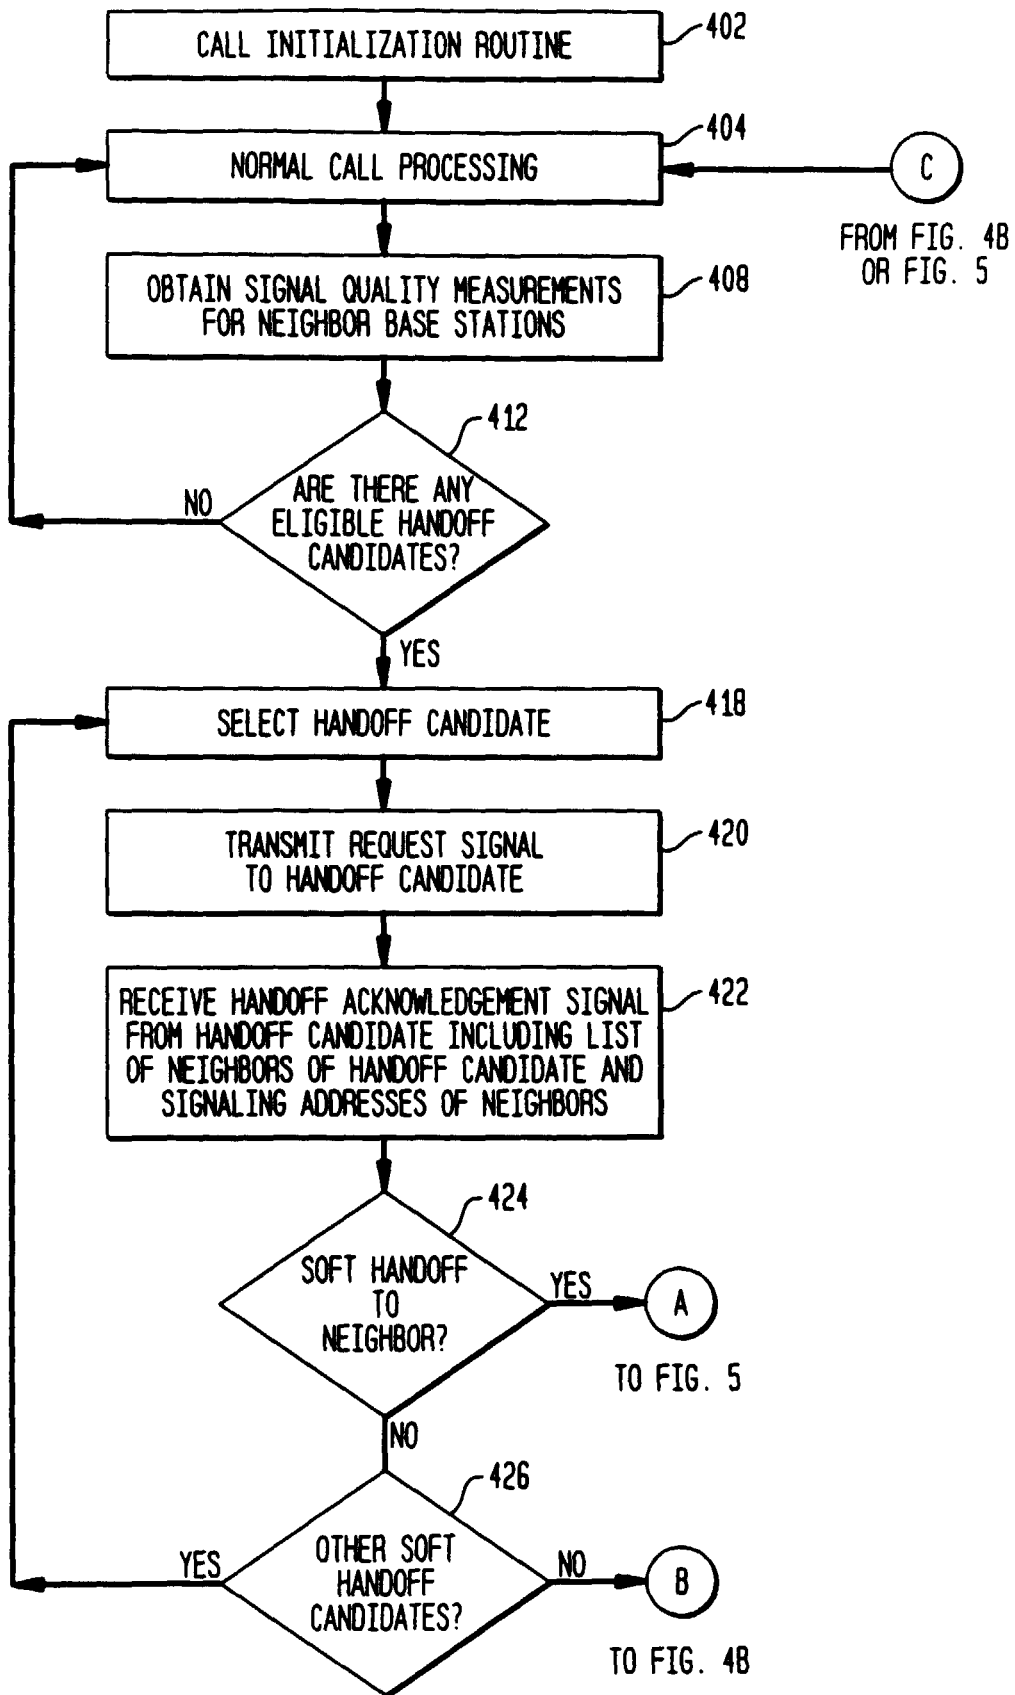 CALL INITIALIZATION ROUTINE
402
NORMAL CALL PROCESSING
404
C
FROM FIG. 4B
OR FIG. 5
OBTAIN SIGNAL QUALITY MEASUREMENTS
FOR NEIGHBOR BASE STATIONS
408
412
ARE THERE ANY
ELIGIBLE HANDOFF
CANDIDATES?
NO
YES
SELECT HANDOFF CANDIDATE
418
TRANSMIT REQUEST SIGNAL
TO HANDOFF CANDIDATE
420
RECEIVE HANDOFF ACKNOWLEDGEMENT SIGNAL
FROM HANDOFF CANDIDATE INCLUDING LIST
OF NEIGHBORS OF HANDOFF CANDIDATE AND
SIGNALING ADDRESSES OF NEIGHBORS
422
424
SOFT HANDOFF
TO
NEIGHBOR?
YES
A
TO FIG. 5
NO
426
OTHER SOFT
HANDOFF
CANDIDATES?
YES
NO
B
TO FIG. 4B